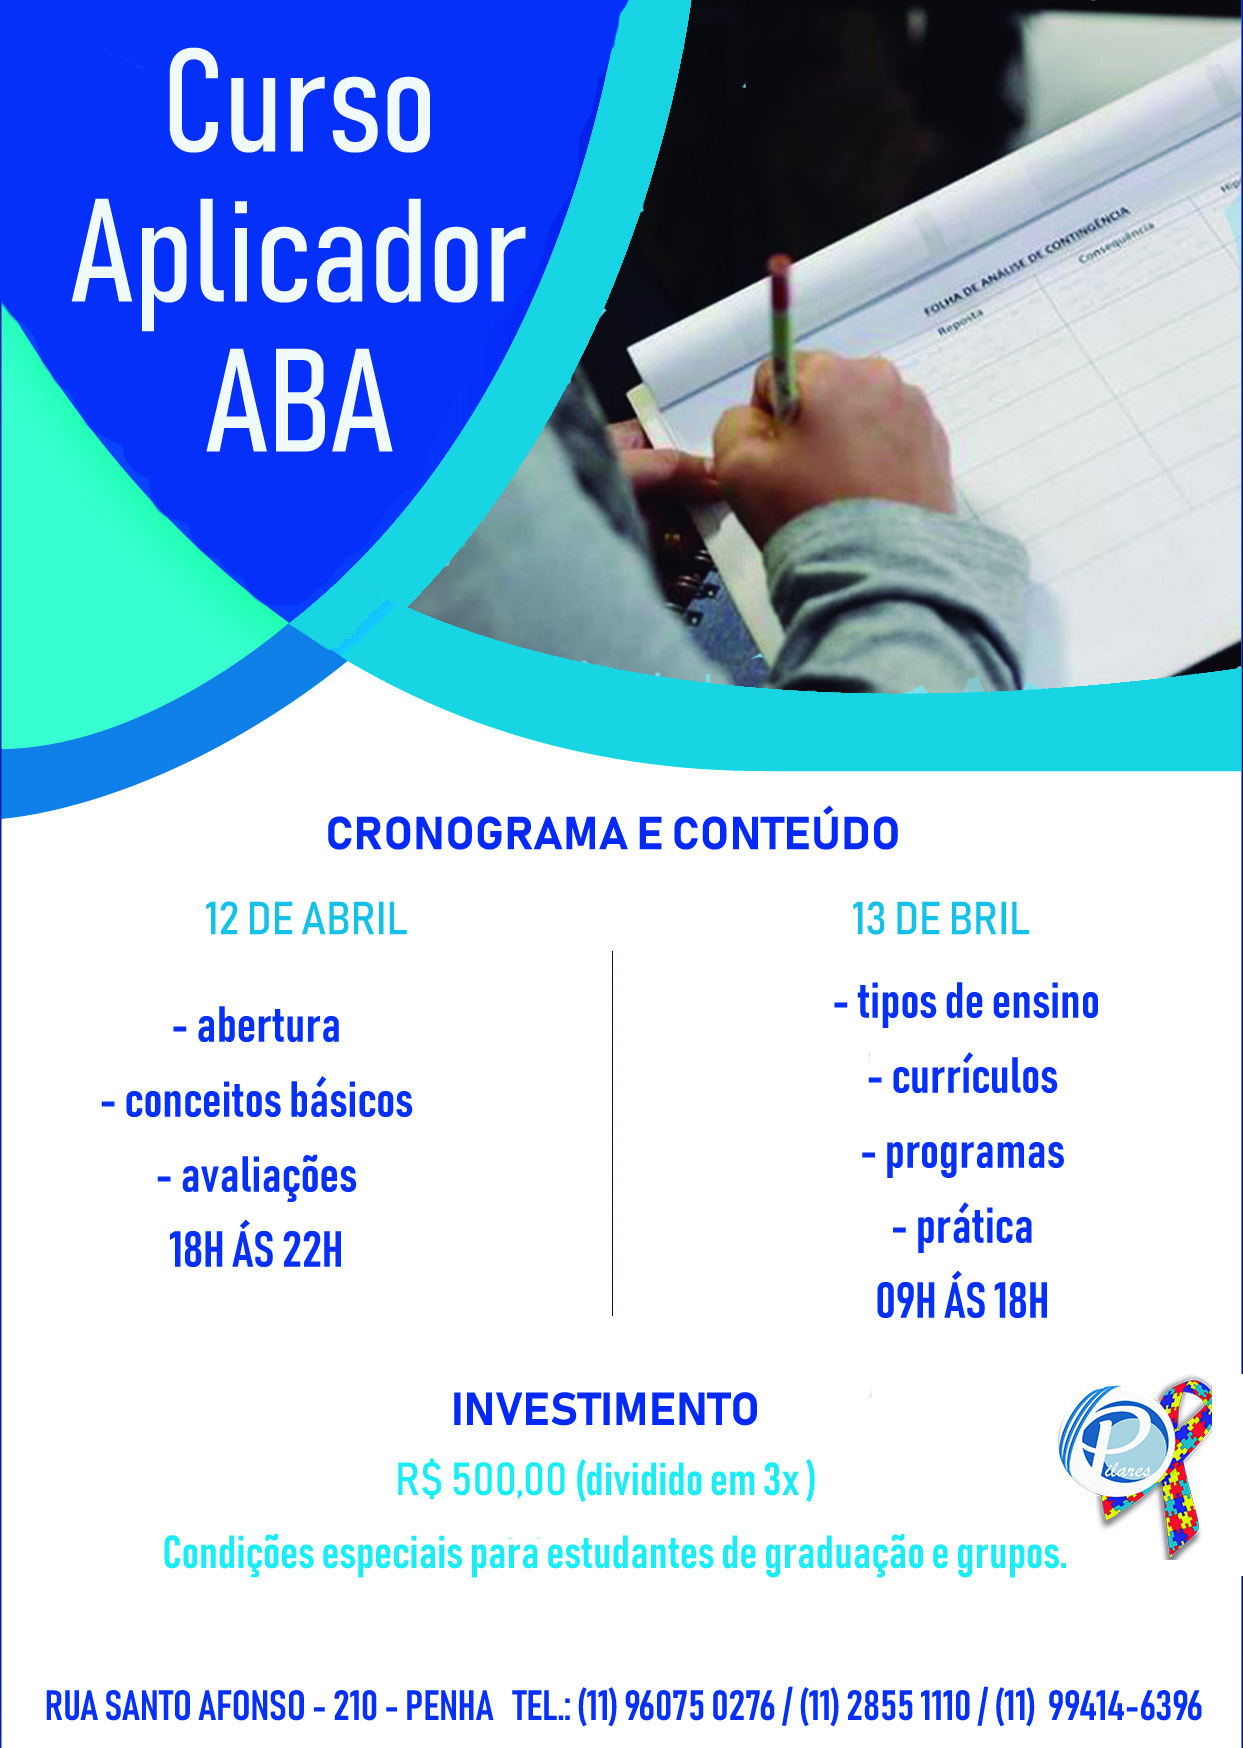 Curso
Aplicador
ABA
FOLHA DE ANÁLISE DE CONTINGÊNCIA
Reposta
Consequência
CRONOGRAMA E CONTEÚDO
12 DE ABRIL
- abertura
- conceitos básicos
- avaliações
18H ÁS 22H
13 DE BRIL
- tipos de ensino
- currículos
- programas
- prática
09H ÁS 18H
INVESTIMENTO
R$ 500,00 (dividido em 3x )
Pilares
Condições especiais para estudantes de graduação e grupos.
RUA SANTO AFONSO - 210 - PENHA TEL.: (11) 96075 0276 / (11) 2855 1110 / (11) 99414-6396